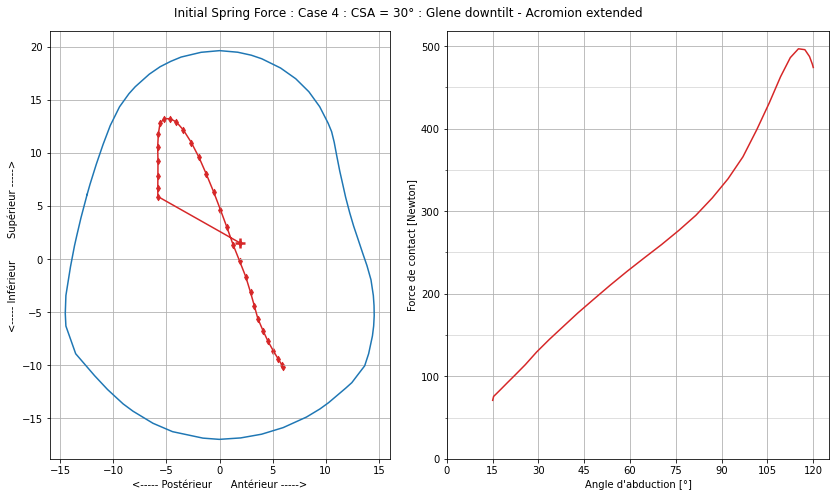 Initial Spring Force : Case 4 : CSA = 30° : Glene downtilt - Acromion extended
20
15
10
5
0
−5
−10
−15
<----- Inférieur      Supérieur ----->
−15 −10 −5 0 5 10 15
<----- Postérieur      Antérieur ----->
500
400
300
200
100
0
Force de contact [Newton]
0 15 30 45 60 75 90 105 120
Angle d'abduction [°]